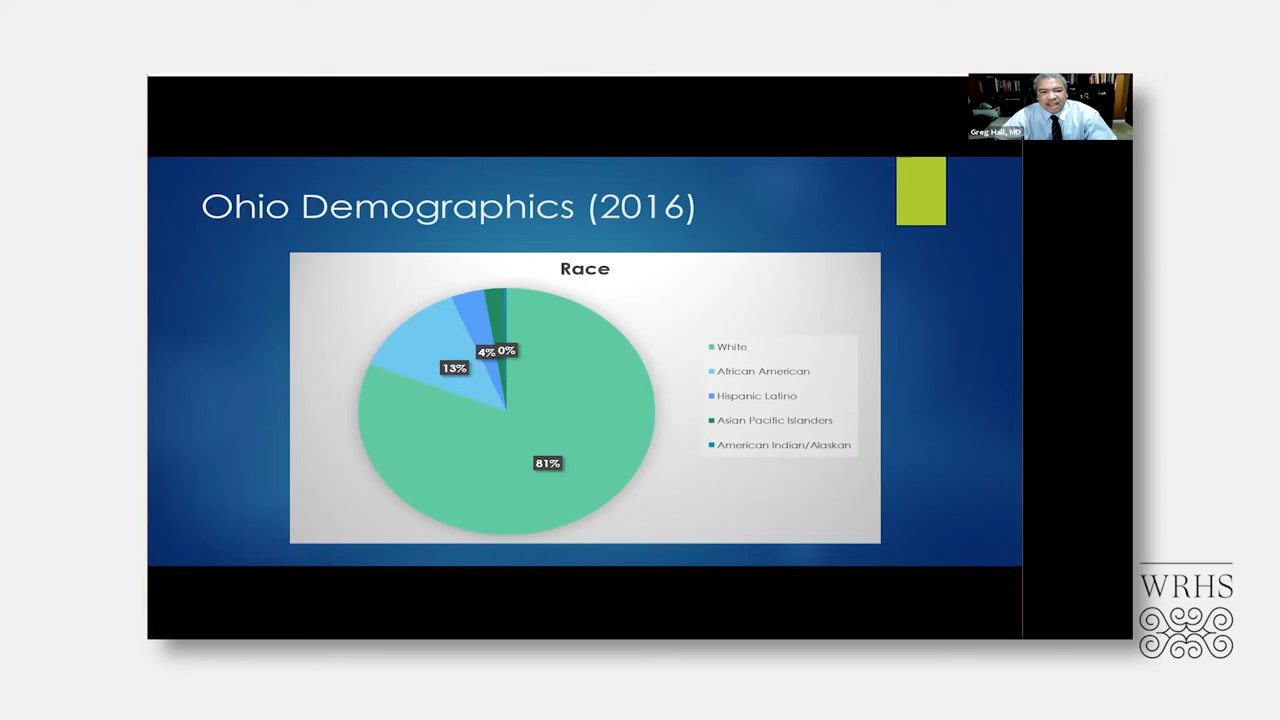 Greg Hall, MD
Ohio Demographics (2016)
Race
4%
0%
13%
81%
White
African American
Hispanic Latino
Asian Pacific Islanders
American Indian/Alaskan
WRHS